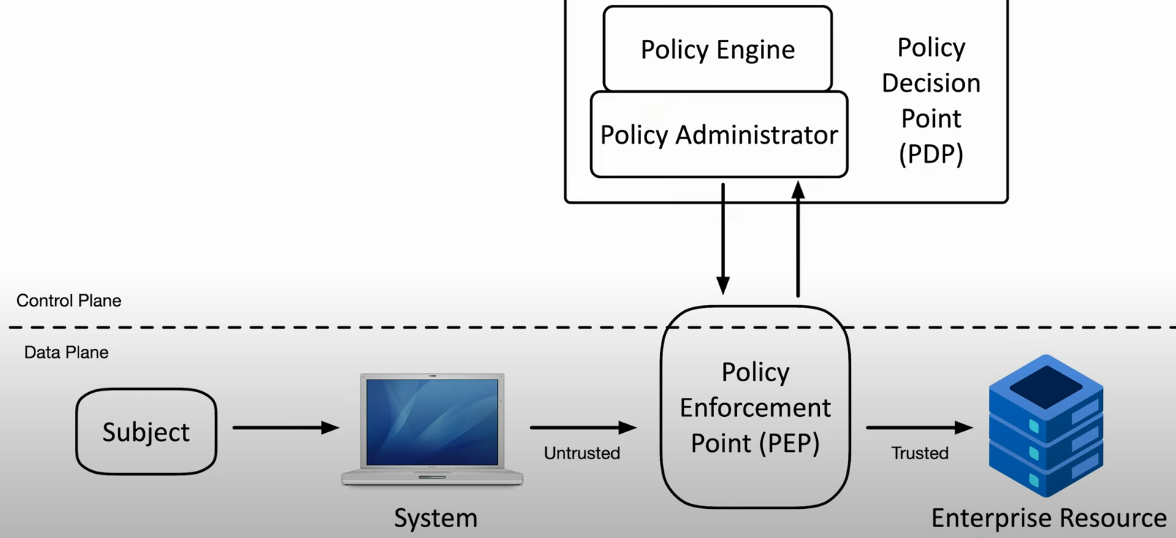 Policy Engine
Policy Administrator
Policy
Decision
Point
(PDP)
Control Plane
Data Plane
Subject
System
Untrusted
Policy
Enforcement
Point (PEP)
Trusted
Enterprise Resource